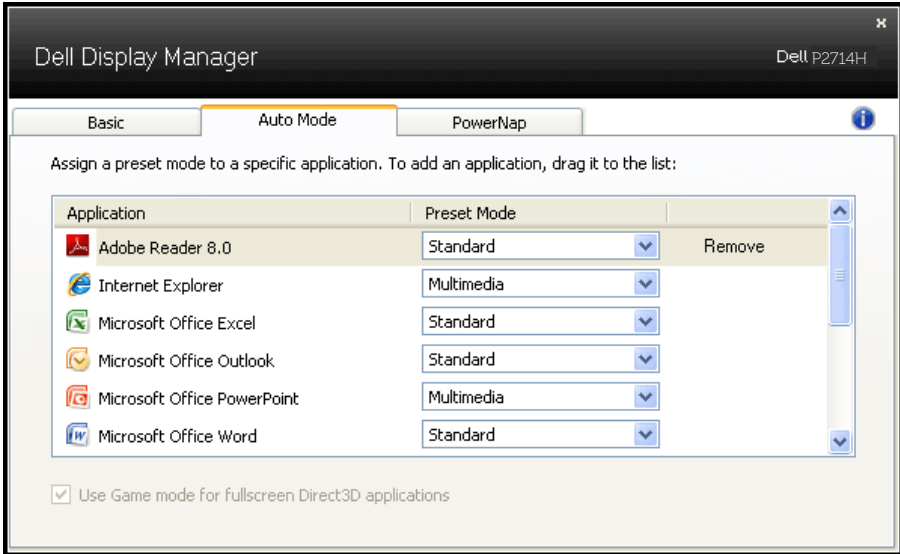 x
Dell Display Manager
Dell P2714H
Basic Auto Mode PowerNap
Assign a preset mode to a specific application. To add an application, drag it to the list:
Application Preset Mode
Adobe Reader 8.0 Standard Remove
Internet Explorer Multimedia
Microsoft Office Excel Standard
Microsoft Office Outlook Standard
Microsoft Office PowerPoint Multimedia
Microsoft Office Word Standard
Use Game mode for fullscreen Direct3D applications